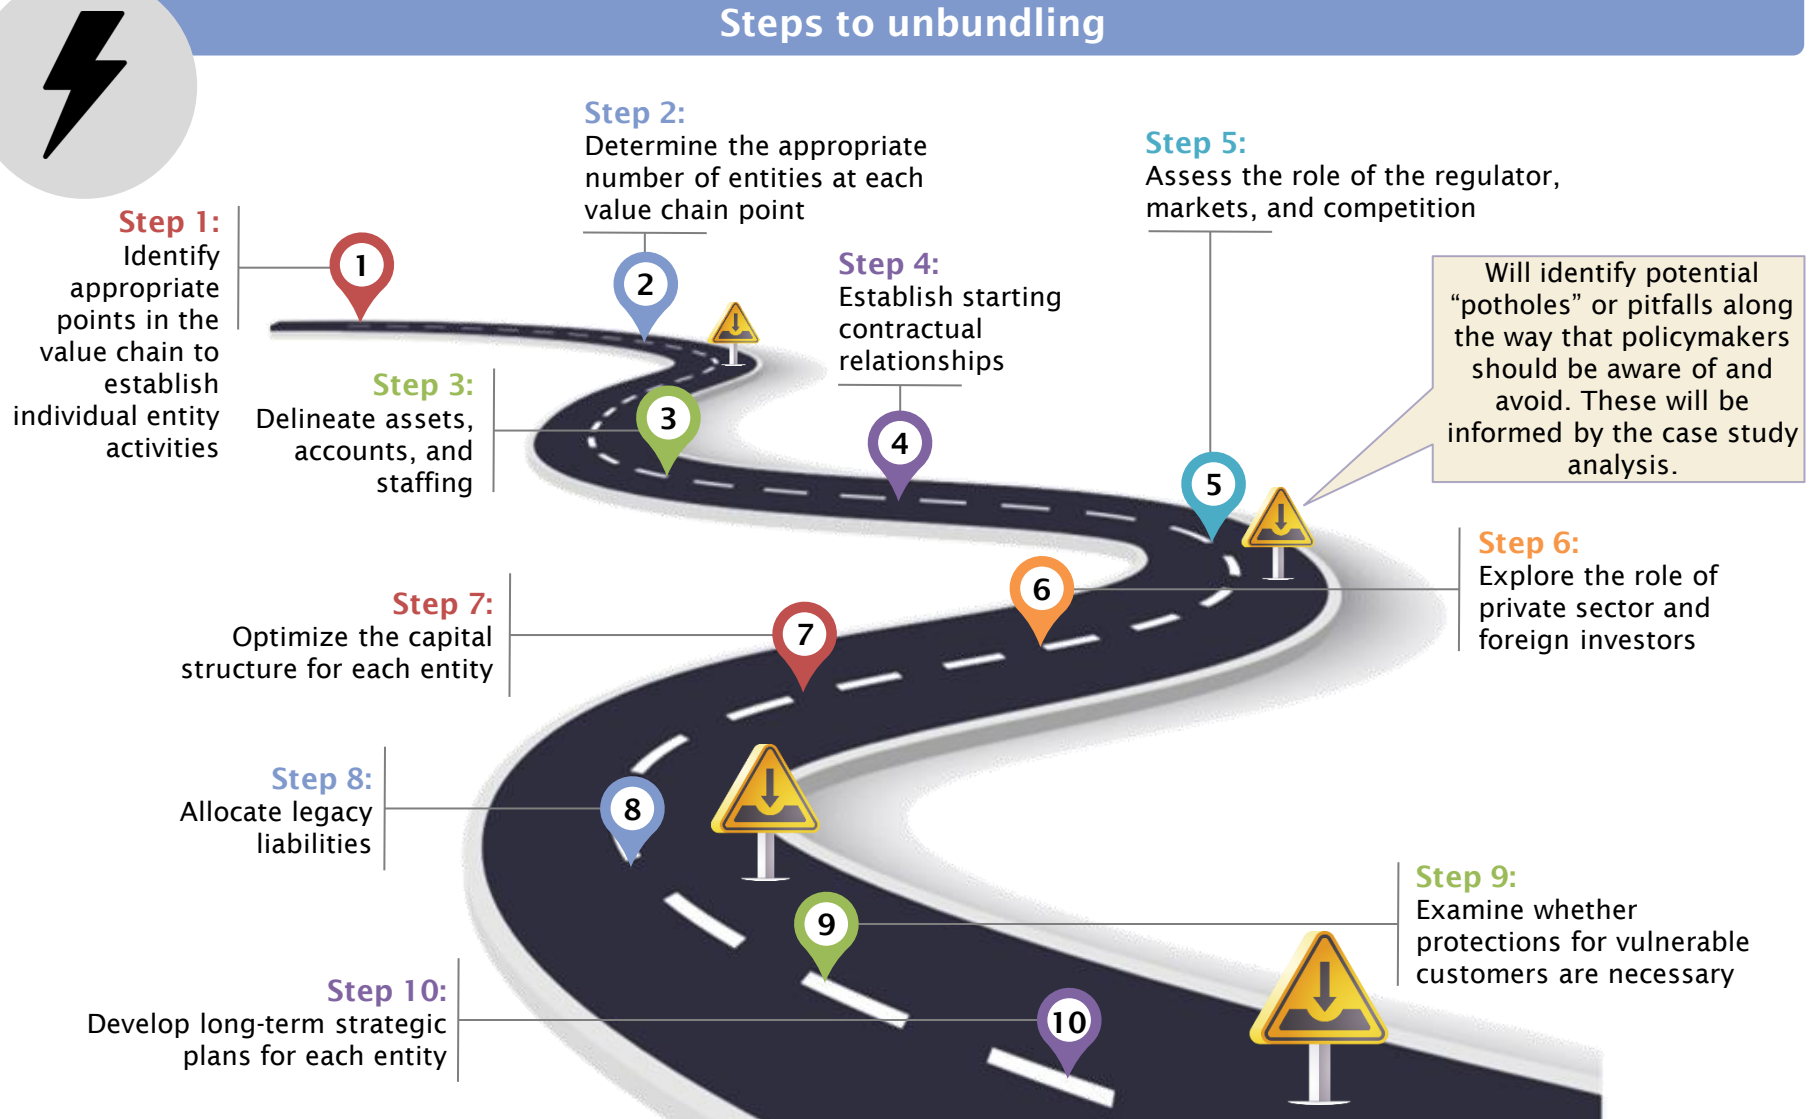 Steps to unbundling
Step 1:
Identify
appropriate
points in the
value chain to
establish
individual entity
activities
1
Step 2:
Determine the appropriate
number of entities at each
value chain point
2
Step 3:
Delineate assets,
accounts, and
staffing
3
Step 4:
Establish starting
contractual
relationships
4
Step 5:
Assess the role of the regulator,
markets, and competition
5
Will identify potential
“potholes” or pitfalls along
the way that policymakers
should be aware of and
avoid. These will be
informed by the case study
analysis.
Step 6:
Explore the role of
private sector and
foreign investors
6
Step 7:
Optimize the capital
structure for each entity
7
Step 8:
Allocate legacy
liabilities
8
Step 9:
Examine whether
protections for vulnerable
customers are necessary
9
Step 10:
Develop long-term strategic
plans for each entity
10